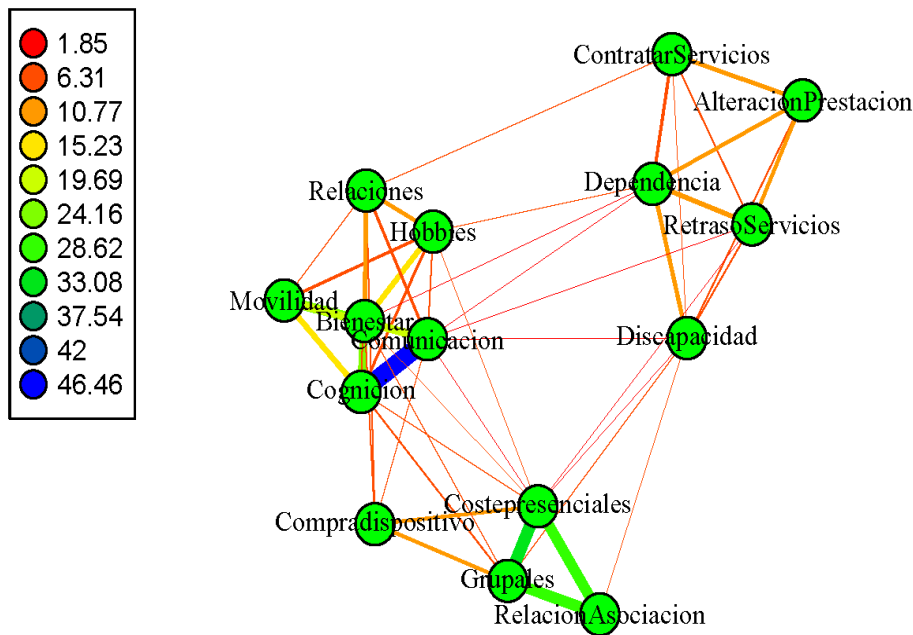 1.85
6.31
10.77
15.23
19.69
24.16
28.62
33.08
37.54
42
46.46
ContratarServicios
AlteracionPrestacion
Dependencia
Relaciones
RetrasoServicios
Hobbies
Movilidad
Bienestar
Comunicacion
Discapacidad
Cognicion
Costepresenciales
Compradispositivo
Grupales
RelacionAsociacion